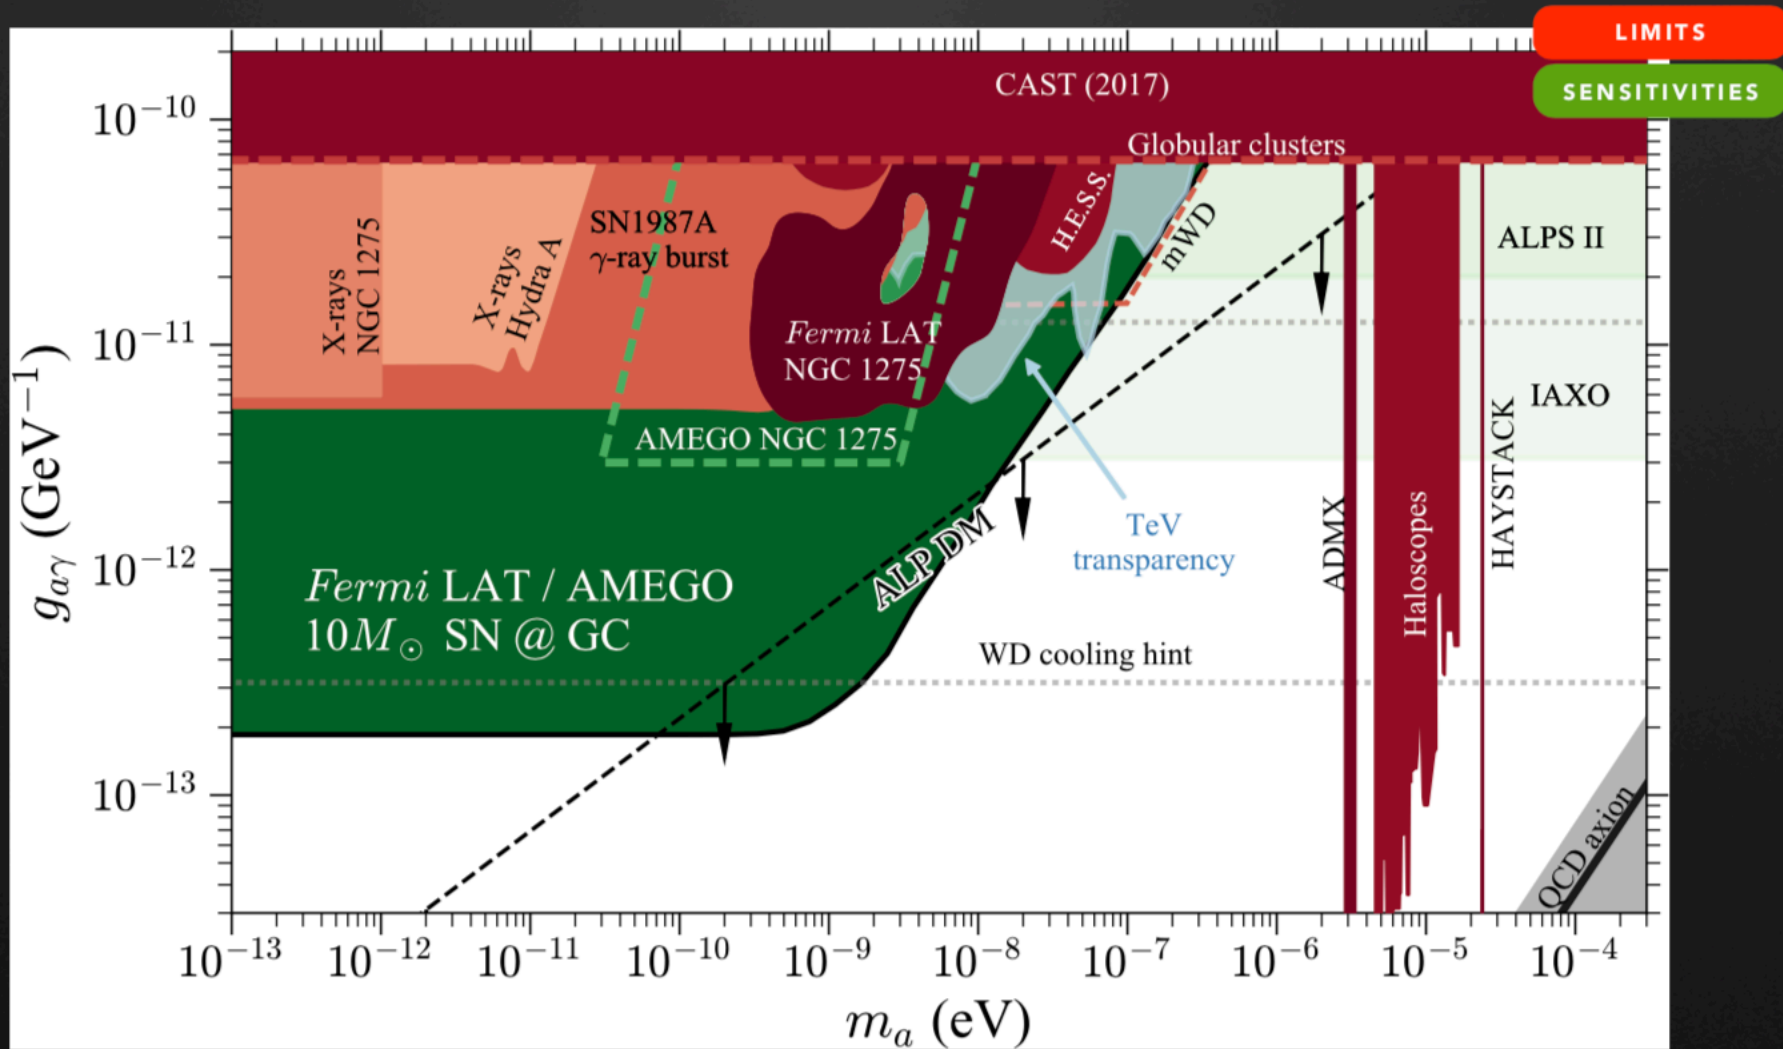 LIMITS
SENSITIVITIES
CAST (2017)
Globular clusters
X-rays
NGC 1275
X-rays
Hydra A
SN1987A
γ-ray burst
Fermi LAT
NGC 1275
H.E.S.S.
mWD
ALPS II
IAXO
AMEGO NGC 1275
TeV
transparency
ALP DM
Fermi LAT / AMEGO
10M☉ SN @ GC
WD cooling hint
ADMX
Haloscopes
HAYSTACK
QCD axion
g_{aγ} (GeV^{−1})
10^{−10}
10^{−11}
10^{−12}
10^{−13}
10^{−13} 10^{−12} 10^{−11} 10^{−10} 10^{−9} 10^{−8} 10^{−7} 10^{−6} 10^{−5} 10^{−4}
m_a (eV)